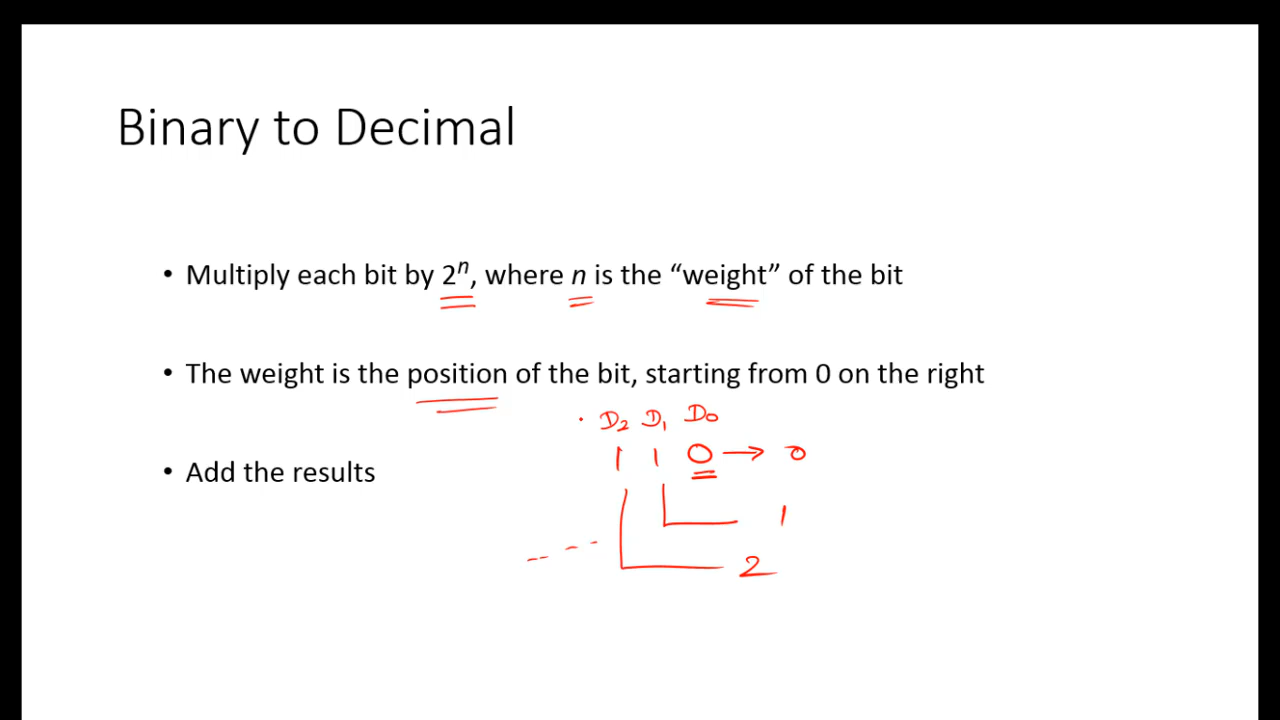 Binary to Decimal
• Multiply each bit by 2ⁿ, where n is the “weight” of the bit
• The weight is the position of the bit, starting from 0 on the right
D₂ D₁ D₀
1 1 0 → 0
• Add the results
1
2